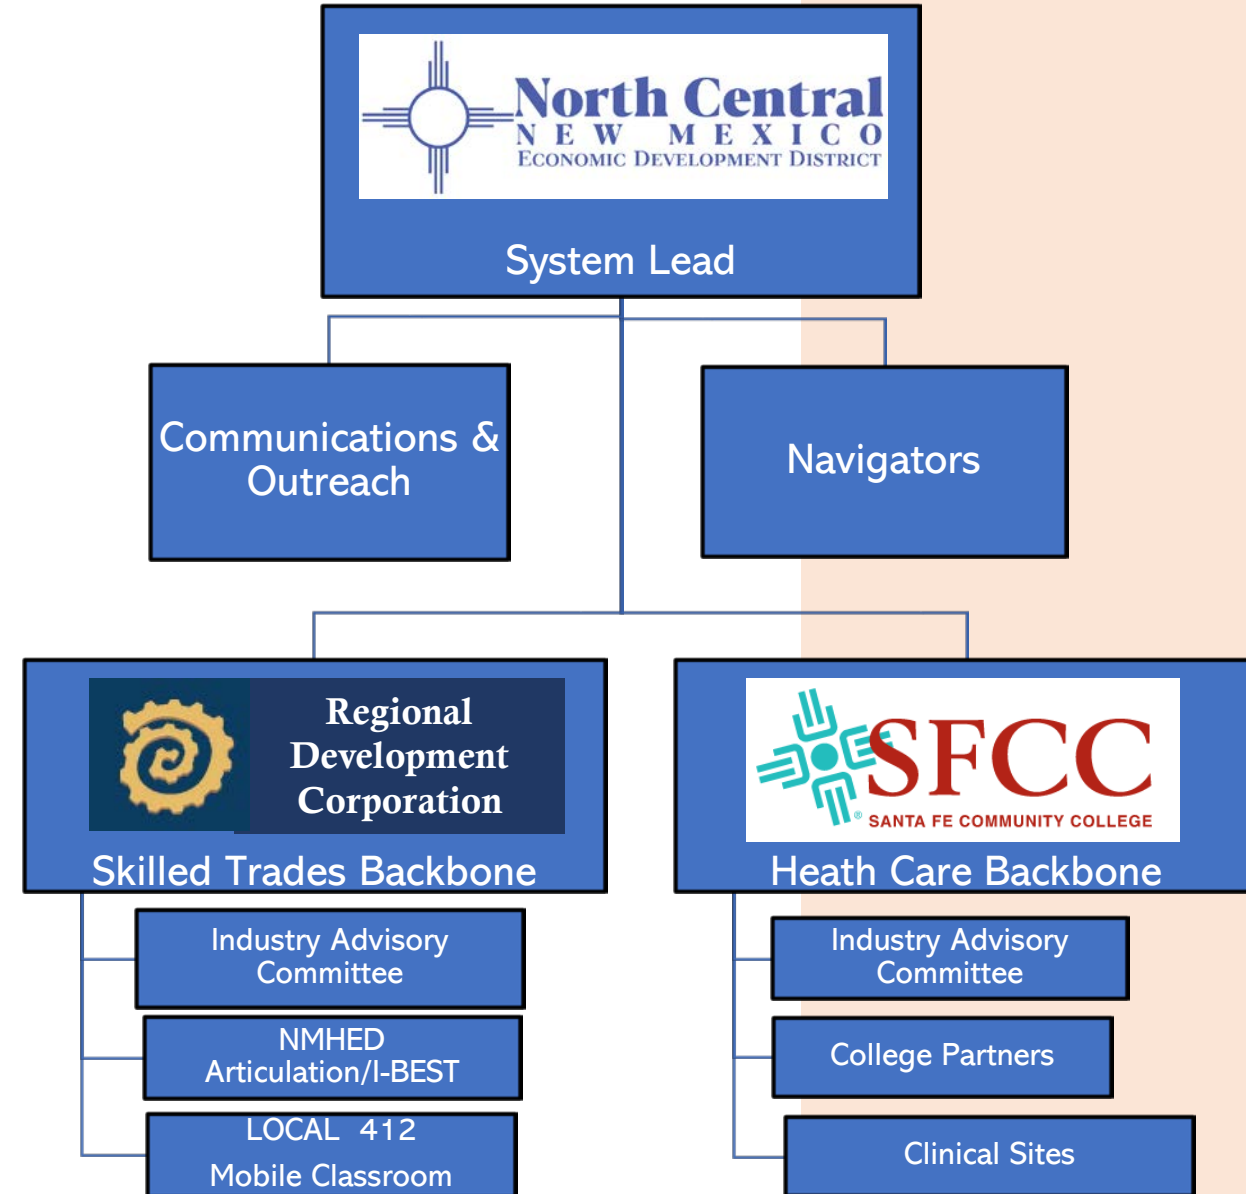 North Central
NEW MEXICO
ECONOMIC DEVELOPMENT DISTRICT
System Lead
Communications &
Outreach
Navigators
Regional
Development
Corporation
Skilled Trades Backbone
SFCC
®
SANTA FE COMMUNITY COLLEGE
Heath Care Backbone
Industry Advisory
Committee
NMHED
Articulation/I-BEST
LOCAL 412
Mobile Classroom
Industry Advisory
Committee
College Partners
Clinical Sites